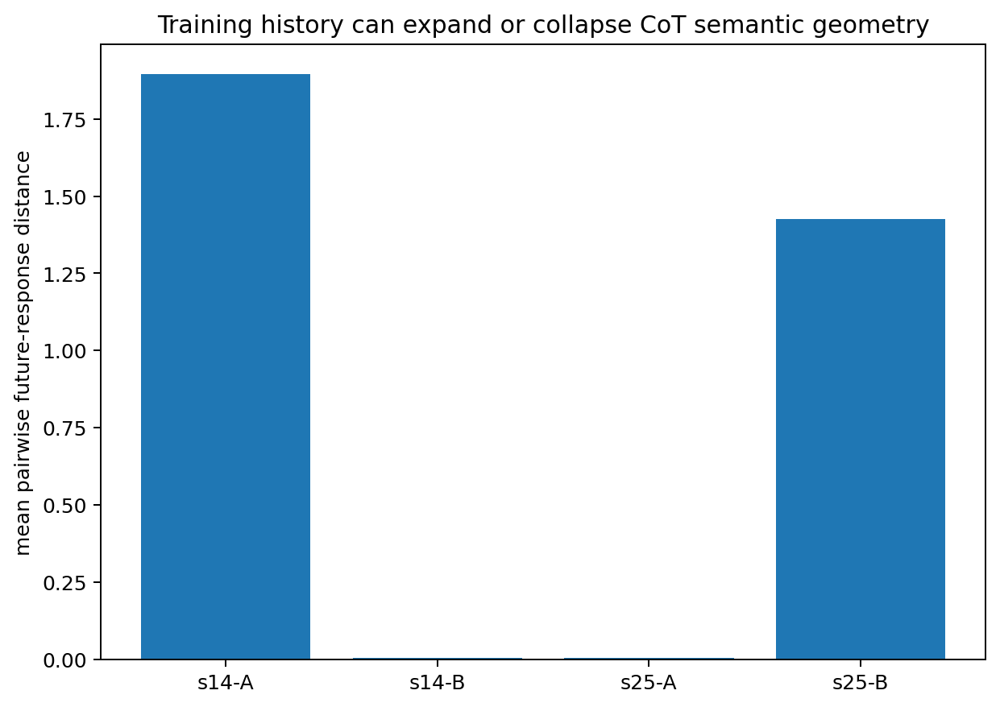 Training history can expand or collapse CoT semantic geometry
mean pairwise future-response distance
1.75
1.50
1.25
1.00
0.75
0.50
0.25
0.00
s14-A
s14-B
s25-A
s25-B